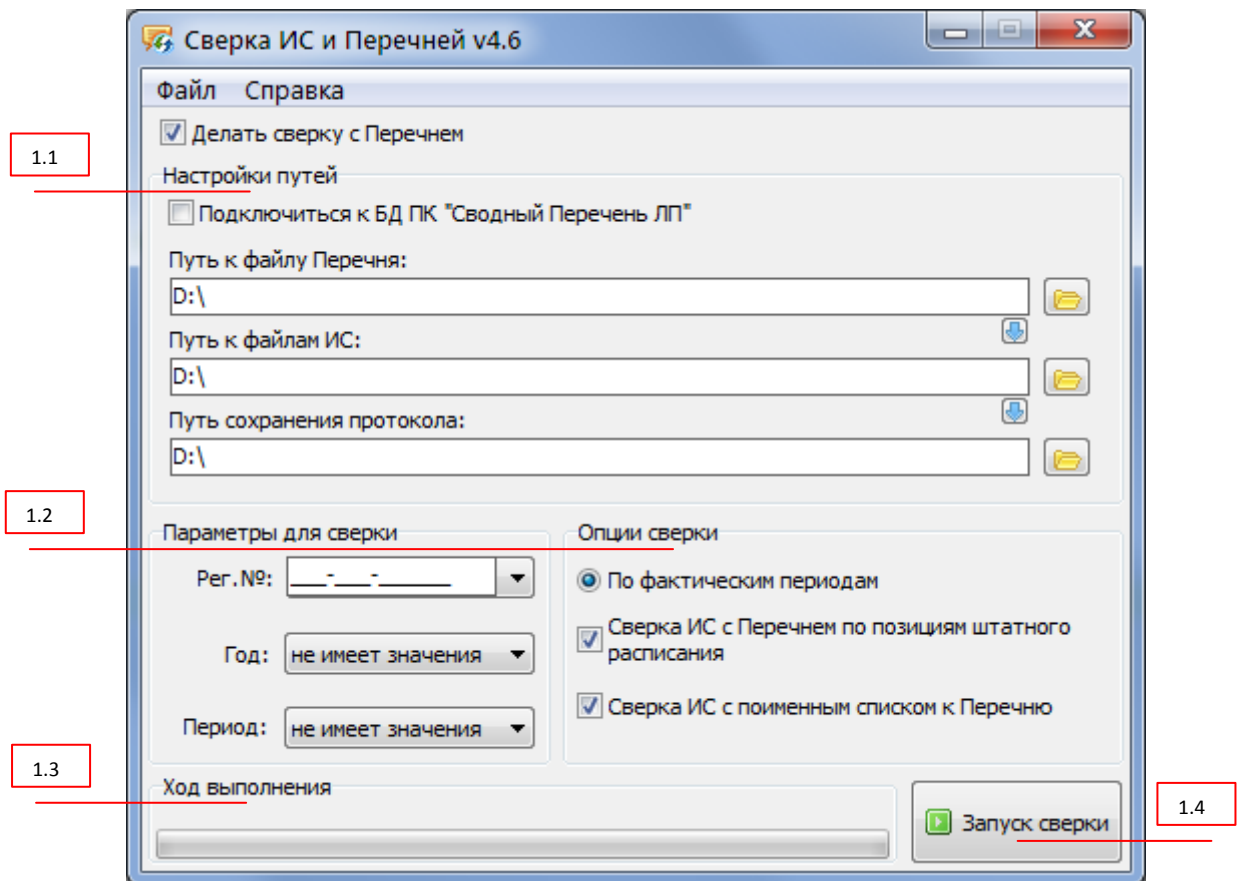 Сверка ИС и Перечней v4.6
Файл Справка
Делать сверку с Перечнем
1.1
Настройки путей
Подключиться к БД ПК "Сводный Перечень ЛП"
Путь к файлу Перечня:
D:\
Путь к файлам ИС:
D:\
Путь сохранения протокола:
D:\
1.2
Параметры для сверки
Рег.№: ___-___-______
Год: не имеет значения
Период: не имеет значения
Опции сверки
По фактическим периодам
Сверка ИС с Перечнем по позициям штатного
расписания
Сверка ИС с поименным списком к Перечню
1.3
Ход выполнения
Запуск сверки
1.4